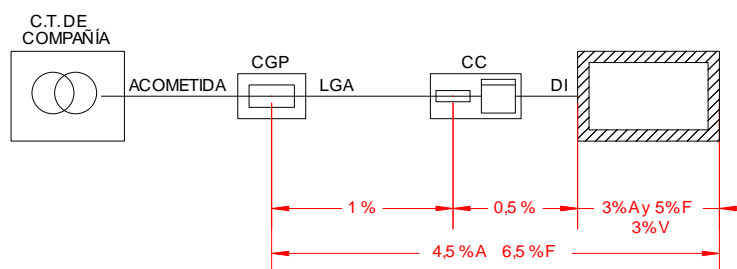 C.T. DE
COMPAÑÍA
ACOMETIDA
CGP
LGA
CC
DI
1 %
0,5 %
3%A y 5%F
3%V
4,5 %A 6,5 %F